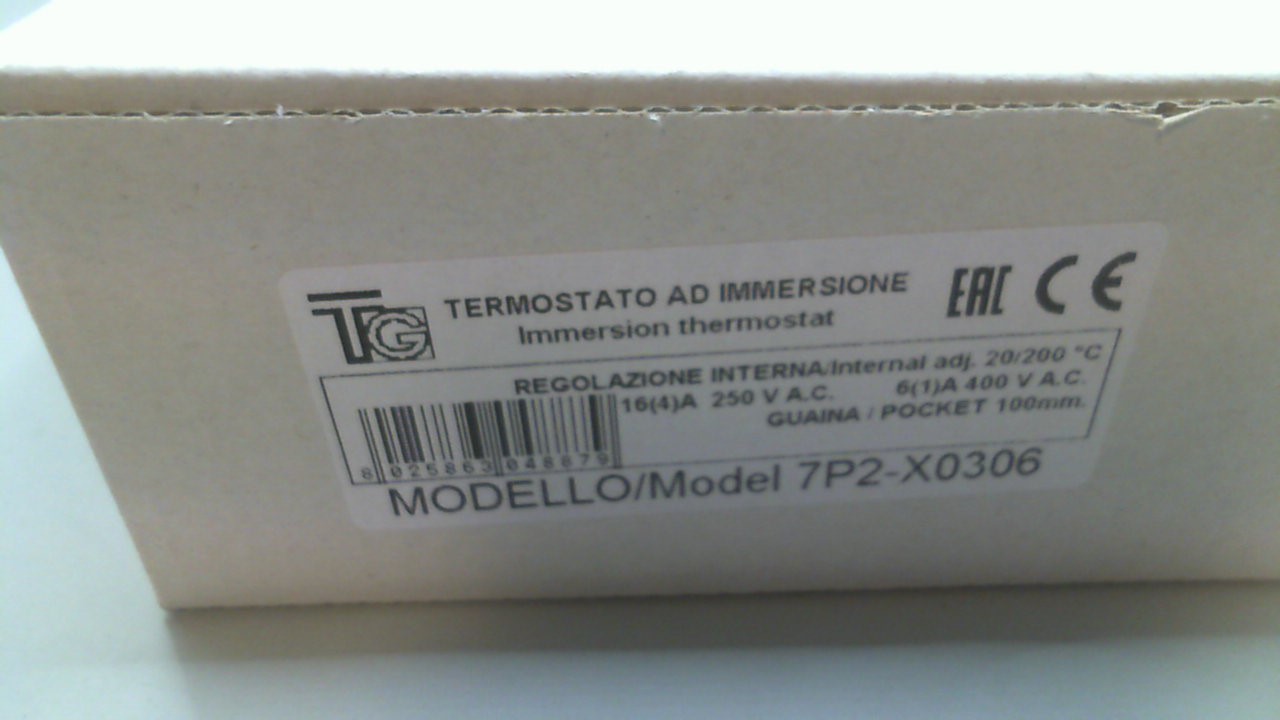 TG
TERMOSTATO AD IMMERSIONE
Immersion thermostat
EAC CE
REGOLAZIONE INTERNA/Internal adj. 20/200 °C
16(4)A 250 V A.C. 6(1)A 400 V A.C.
GUAINA / POCKET 100mm.
8 025863 048679
MODELLO/Model 7P2-X0306